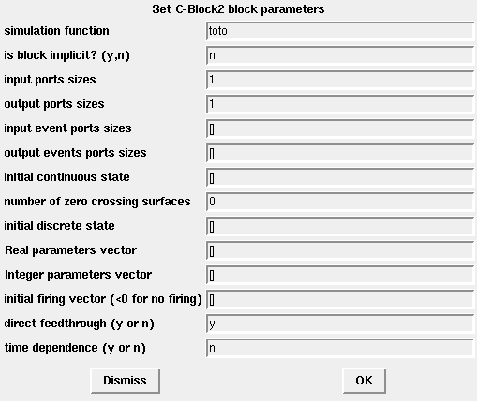 Set C-Block2 block parameters
simulation function toto
is block implicit? (y,n) n
input ports sizes 1
output ports sizes 1
input event ports sizes []
output events ports sizes []
initial continuous state []
number of zero crossing surfaces 0
initial discrete state []
Real parameters vector []
Integer parameters vector []
initial firing vector (<0 for no firing) []
direct feedthrough (y or n) y
time dependence (y or n) n
Dismiss OK